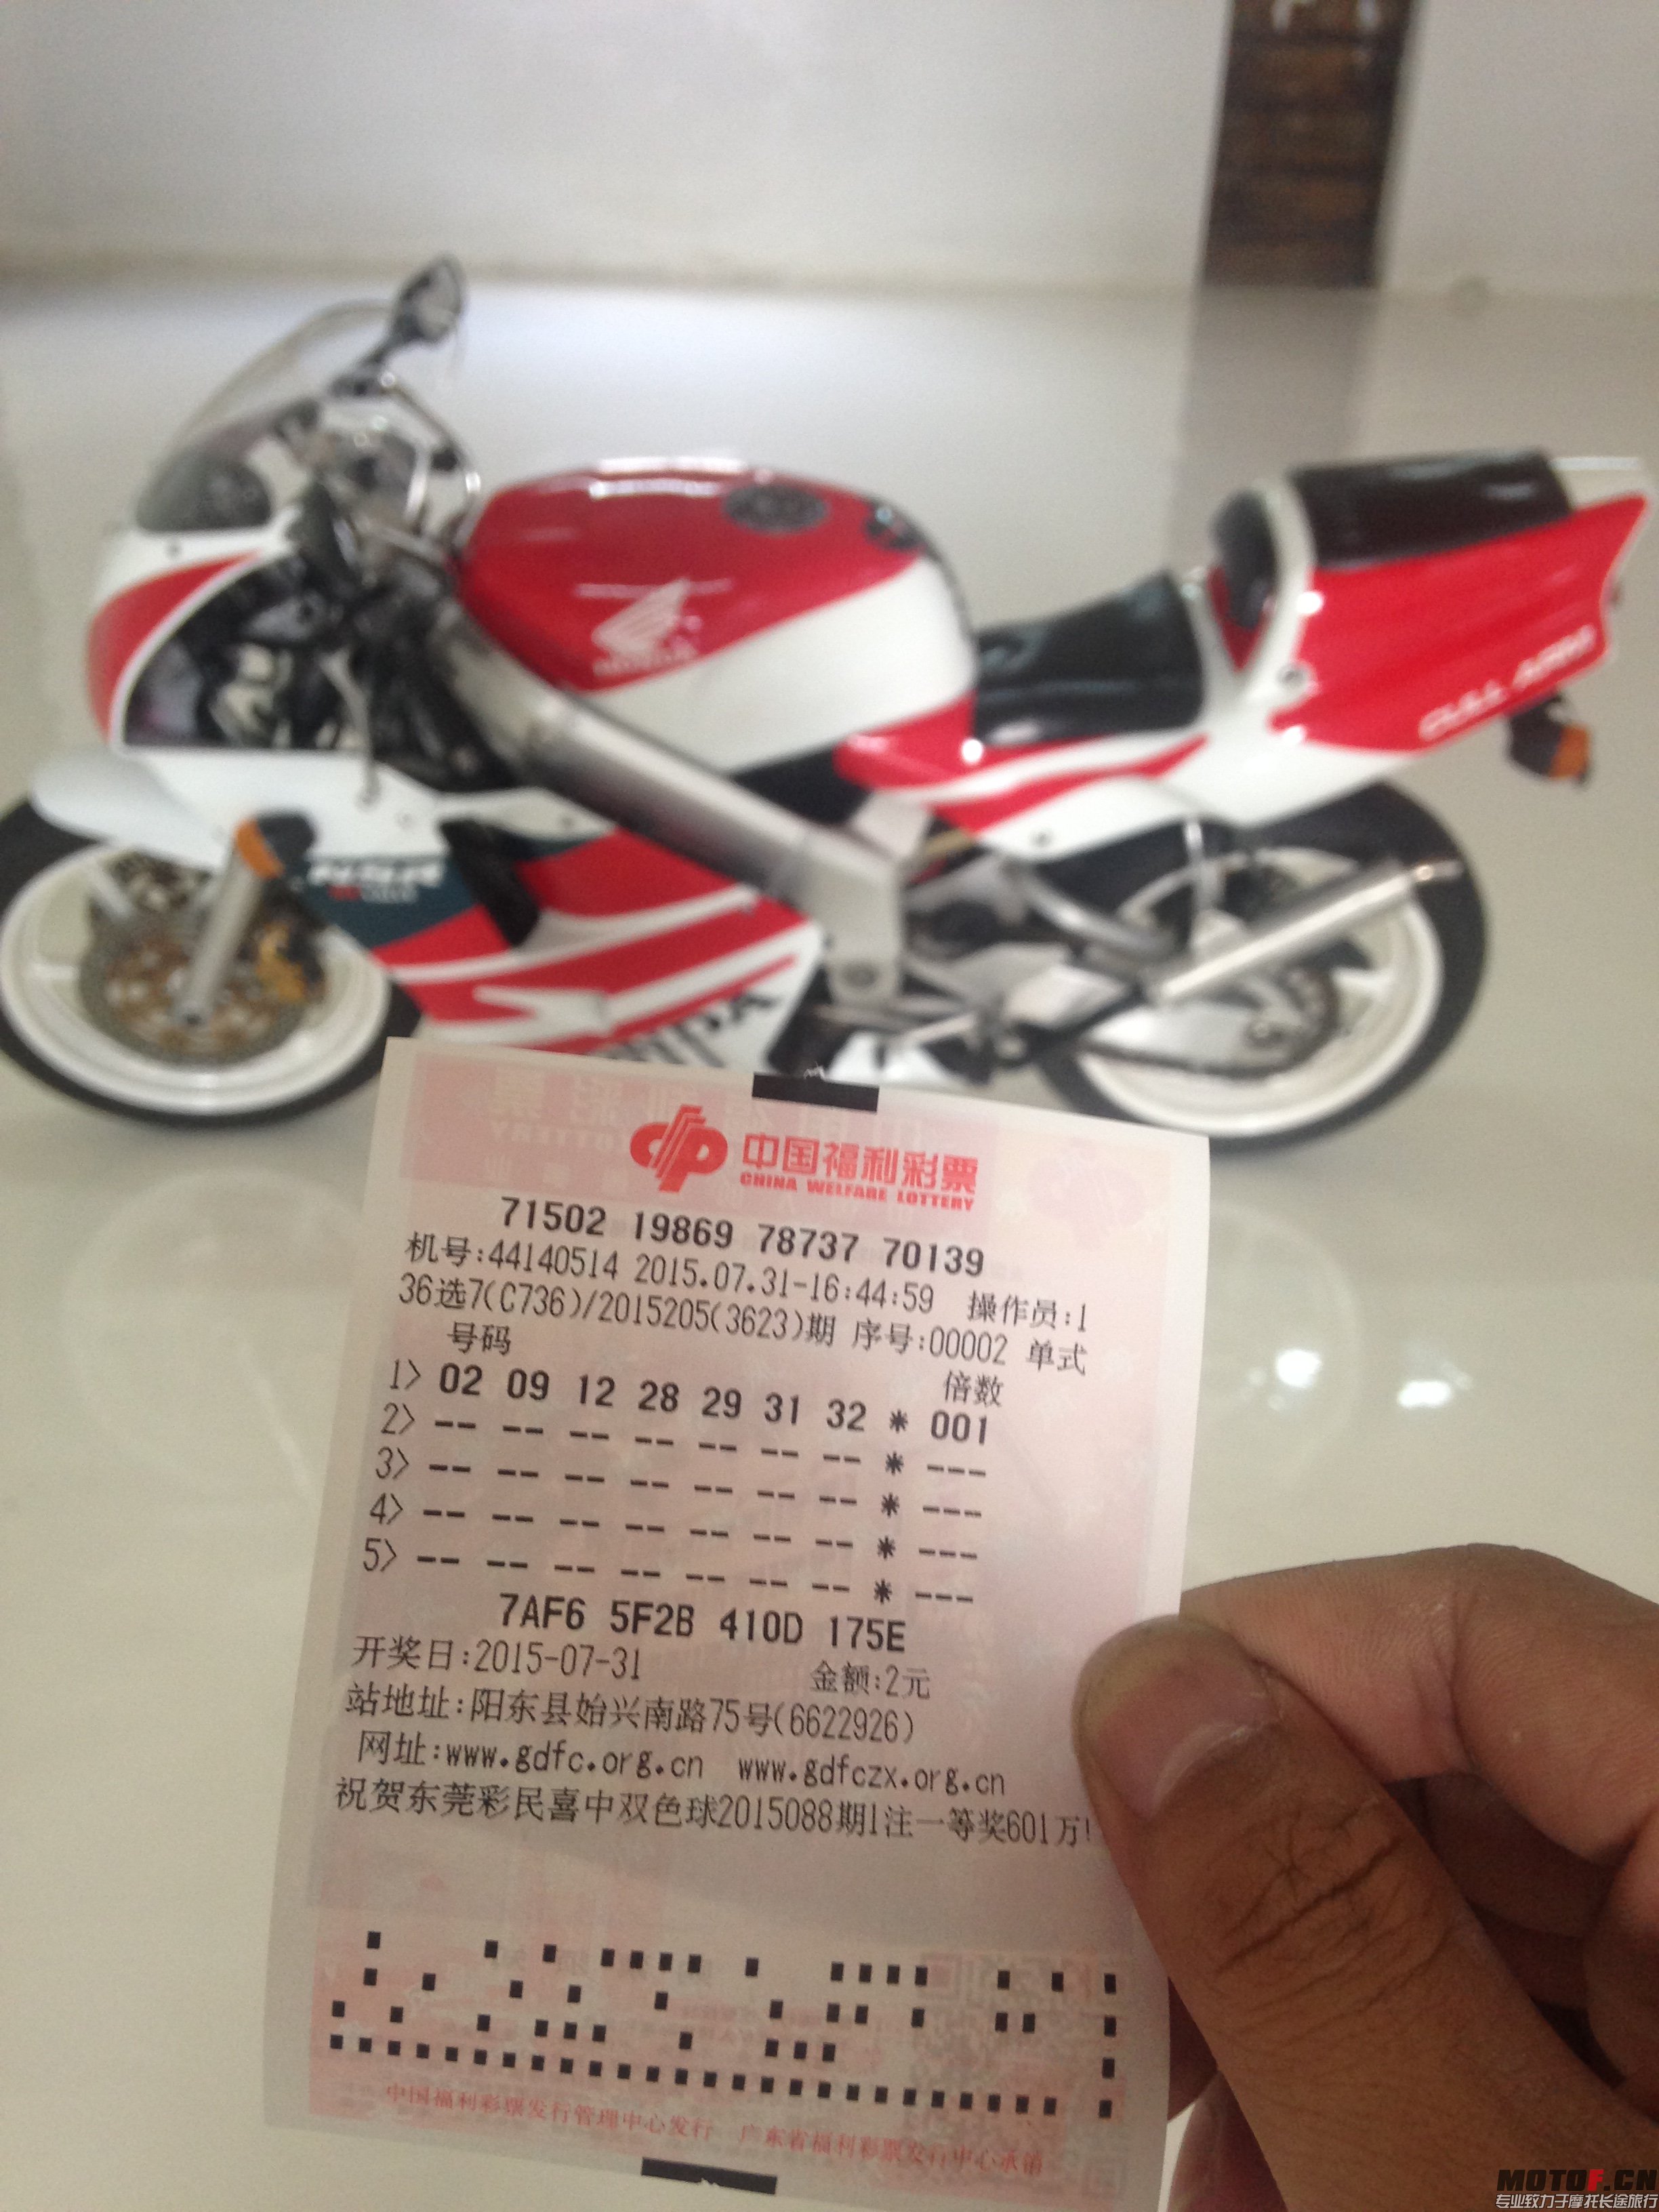 HONDA
NSR
中国福利彩票
CHINA WELFARE LOTTERY
71502 19869 78737 70139
机号:44140514 2015.07.31-16:44:59 操作员:1
36选7(C736)/2015205(3623)期 序号:00002 单式
号码 倍数
1> 02 09 12 28 29 31 32 * 001
2> -- -- -- -- -- -- -- * ---
3> -- -- -- -- -- -- -- * ---
4> -- -- -- -- -- -- -- * ---
5> -- -- -- -- -- -- -- * ---
7AF6 5F2B 410D 175E
开奖日:2015-07-31 金额:2元
站地址:阳东县始兴南路75号(6622926)
网址:www.gdfc.org.cn www.gdfczx.org.cn
祝贺东莞彩民喜中双色球2015088期1注一等奖601万!
中国福利彩票发行管理中心发行 广东省福利彩票发行中心承销
MOTOF.CN
专业致力于摩托长途旅行